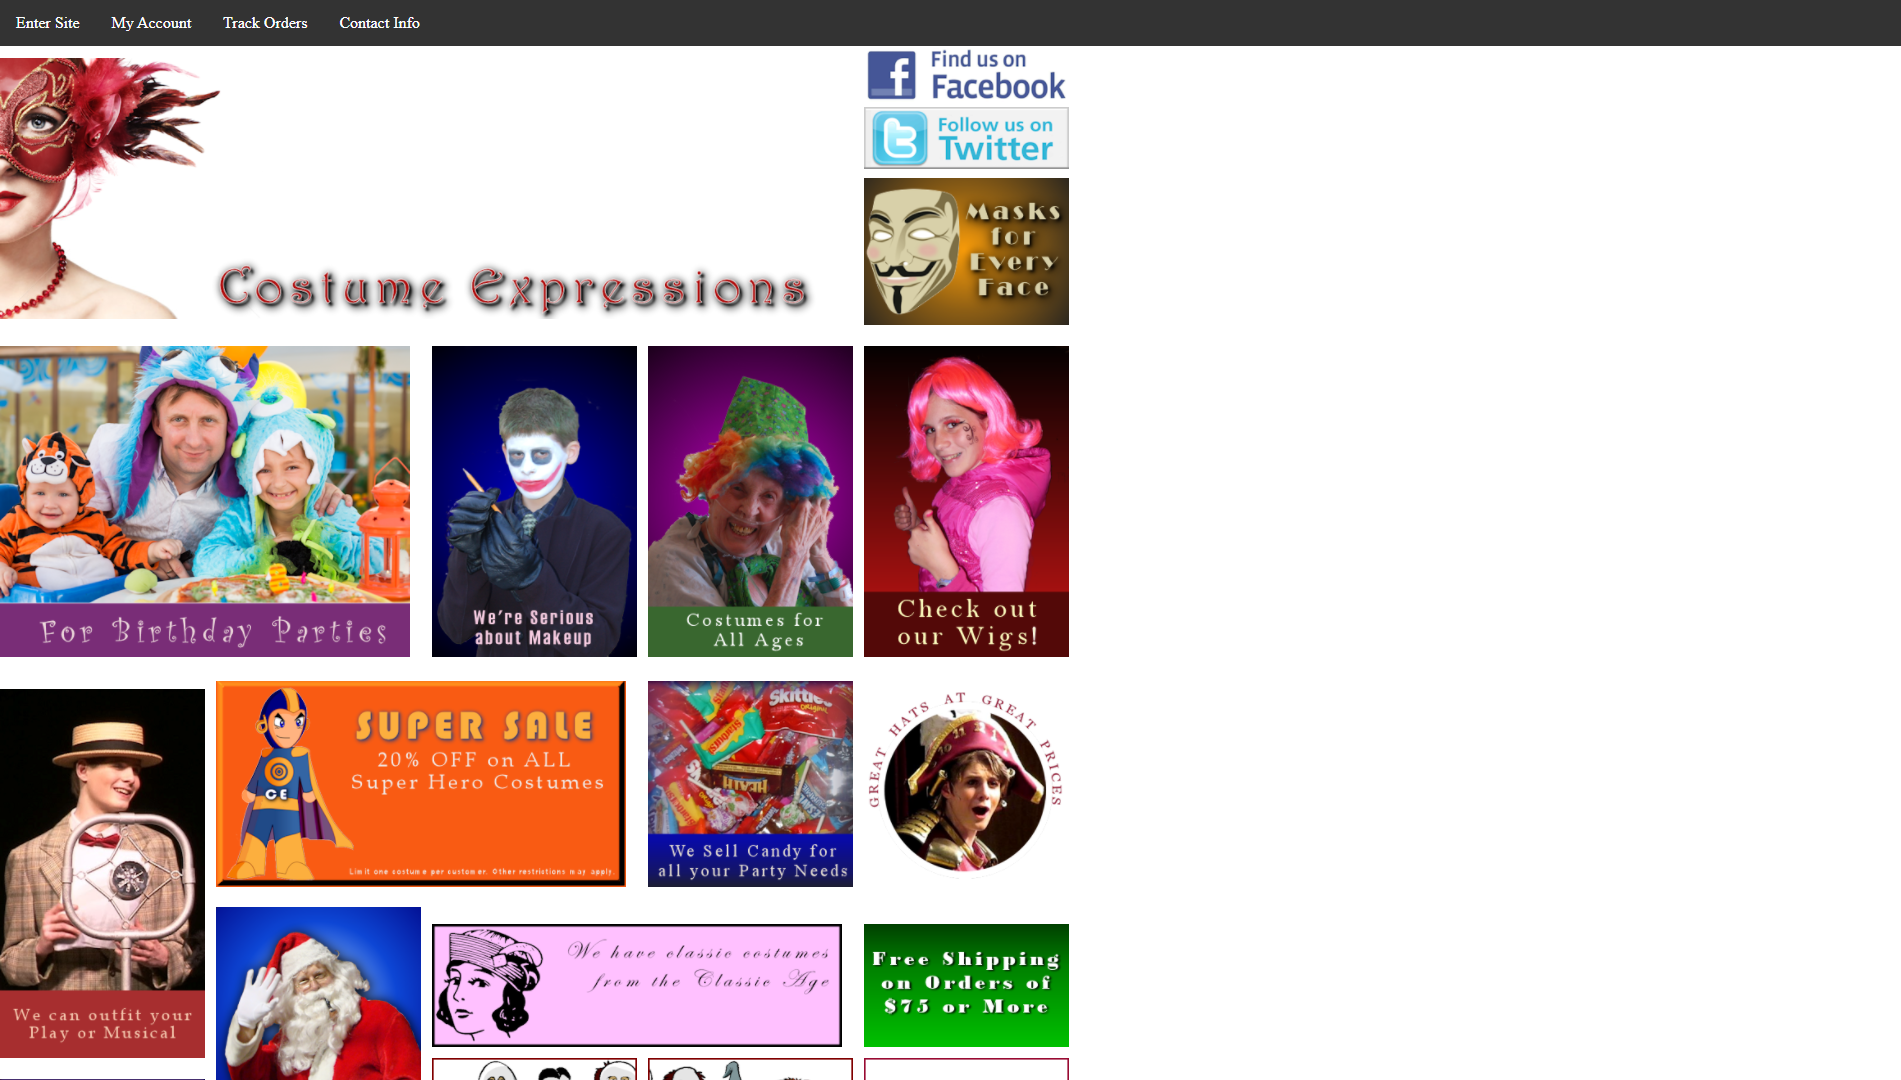 Enter Site
My Account
Track Orders
Contact Info
Find us on
Facebook
Follow us on
Twitter
Masks
for
Every
Face
Costume Expressions
For Birthday Parties
We're Serious
about Makeup
Costumes for
All Ages
Check out
our Wigs!
SUPER SALE
20% OFF on ALL
Super Hero Costumes
CE
Limit one costume per customer. Other restrictions may apply.
Skittles
ORIGINAL
HEATH
We Sell Candy for
all your Party Needs
GREAT HATS AT GREAT PRICES
10 11 2 1
We can outfit your
Play or Musical
We have classic costumes
from the Classic Age
Free Shipping
on Orders of
$75 or More